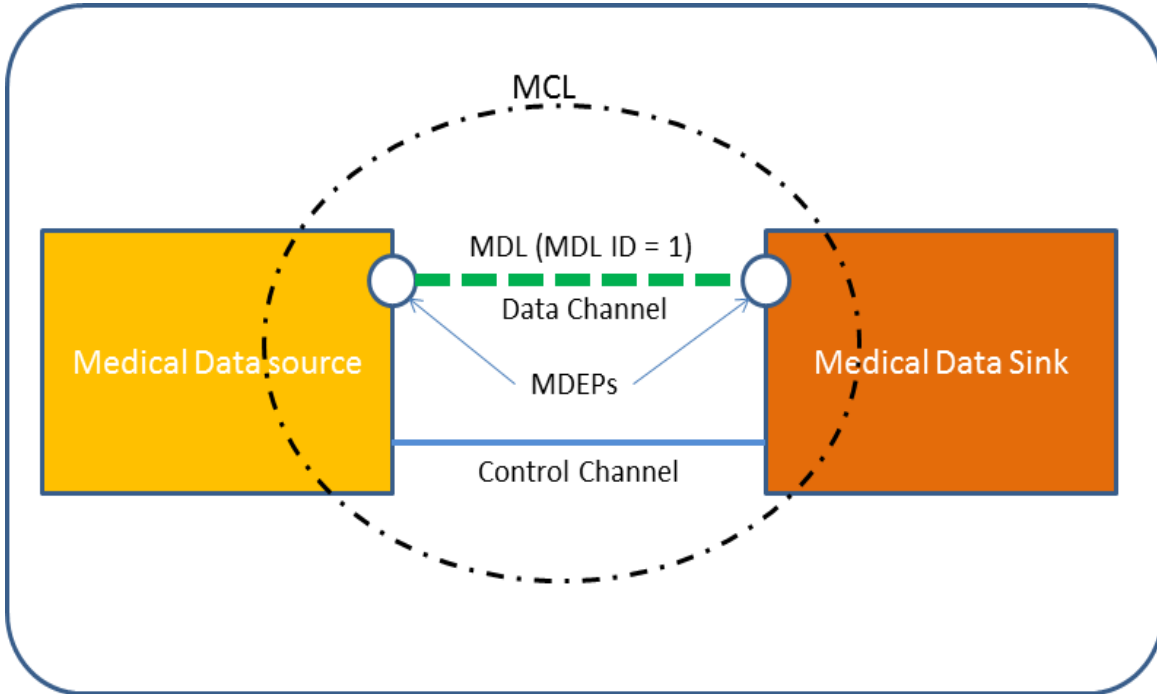 MCL
MDL (MDL ID = 1)
Data Channel
Medical Data source
MDEPs
Medical Data Sink
Control Channel